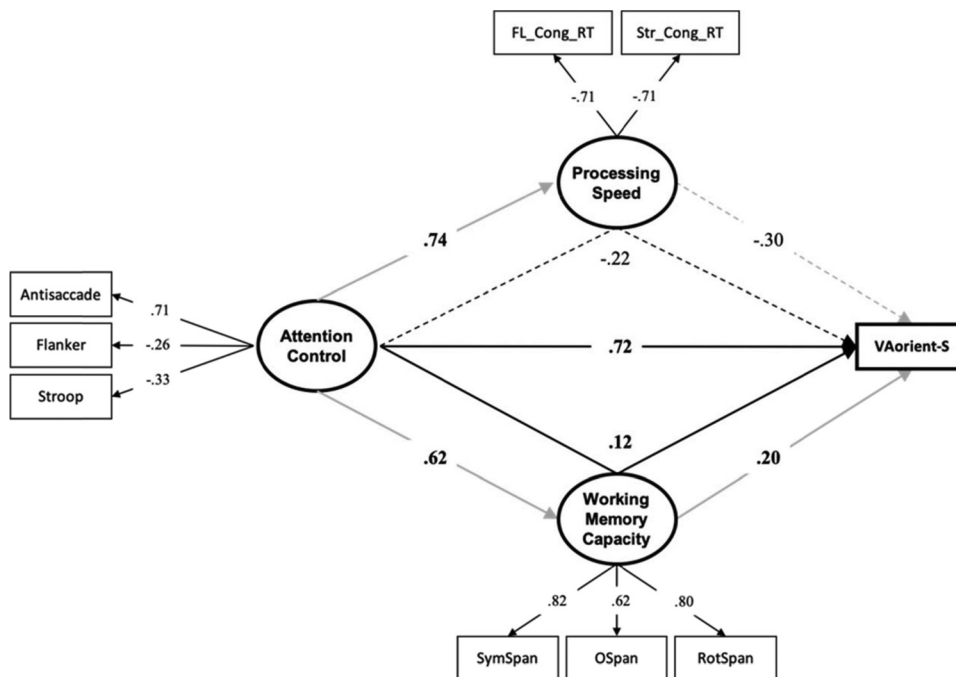 FL_Cong_RT
Str_Cong_RT
-.71
-.71
Processing
Speed
.74
-.22
-.30
Antisaccade
.71
Flanker
-.26
Stroop
-.33
Attention
Control
.72
VAorient-S
.62
.12
.20
Working
Memory
Capacity
.82
.62
.80
SymSpan
OSpan
RotSpan